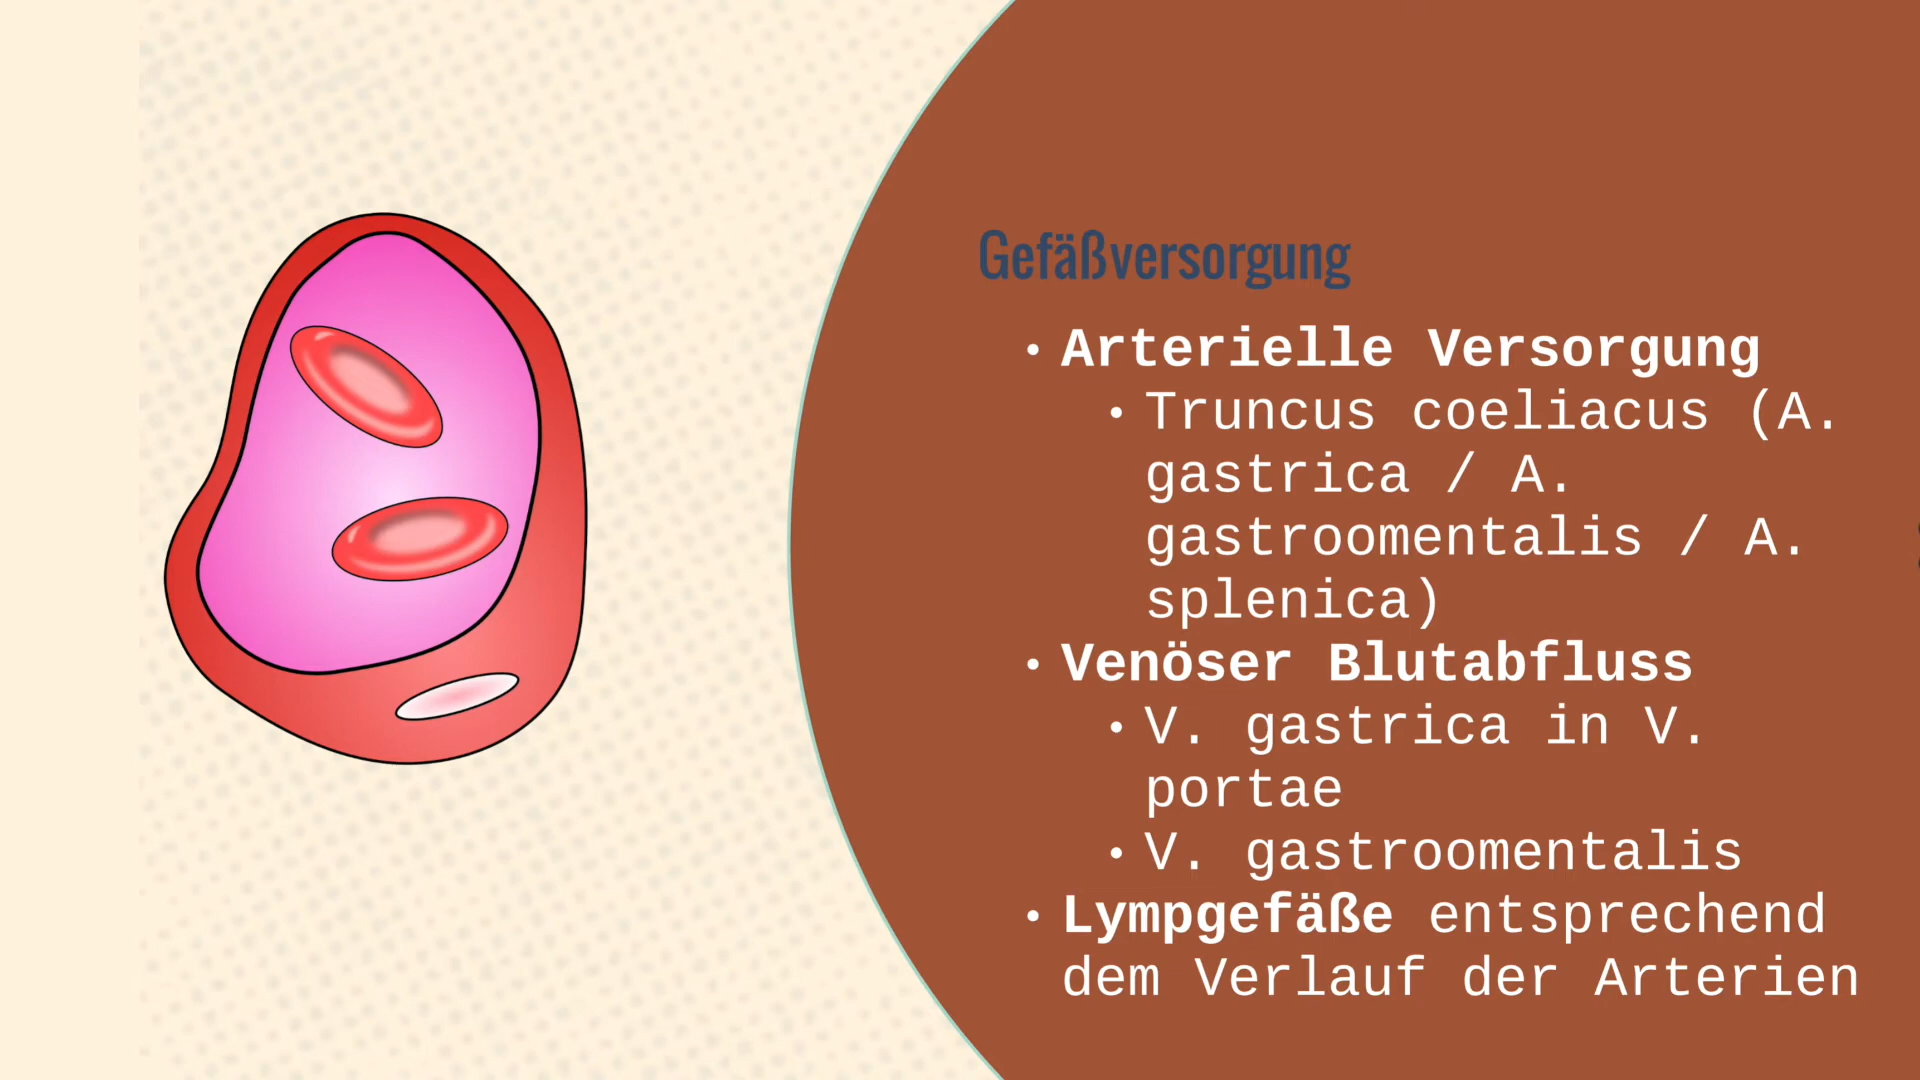 Gefäßversorgung
• Arterielle Versorgung
• Truncus coeliacus (A.
gastrica / A.
gastroomentalis / A.
splenica)
• Venöser Blutabfluss
• V. gastrica in V.
portae
• V. gastroomentalis
• Lympgefäße entsprechend
dem Verlauf der Arterien